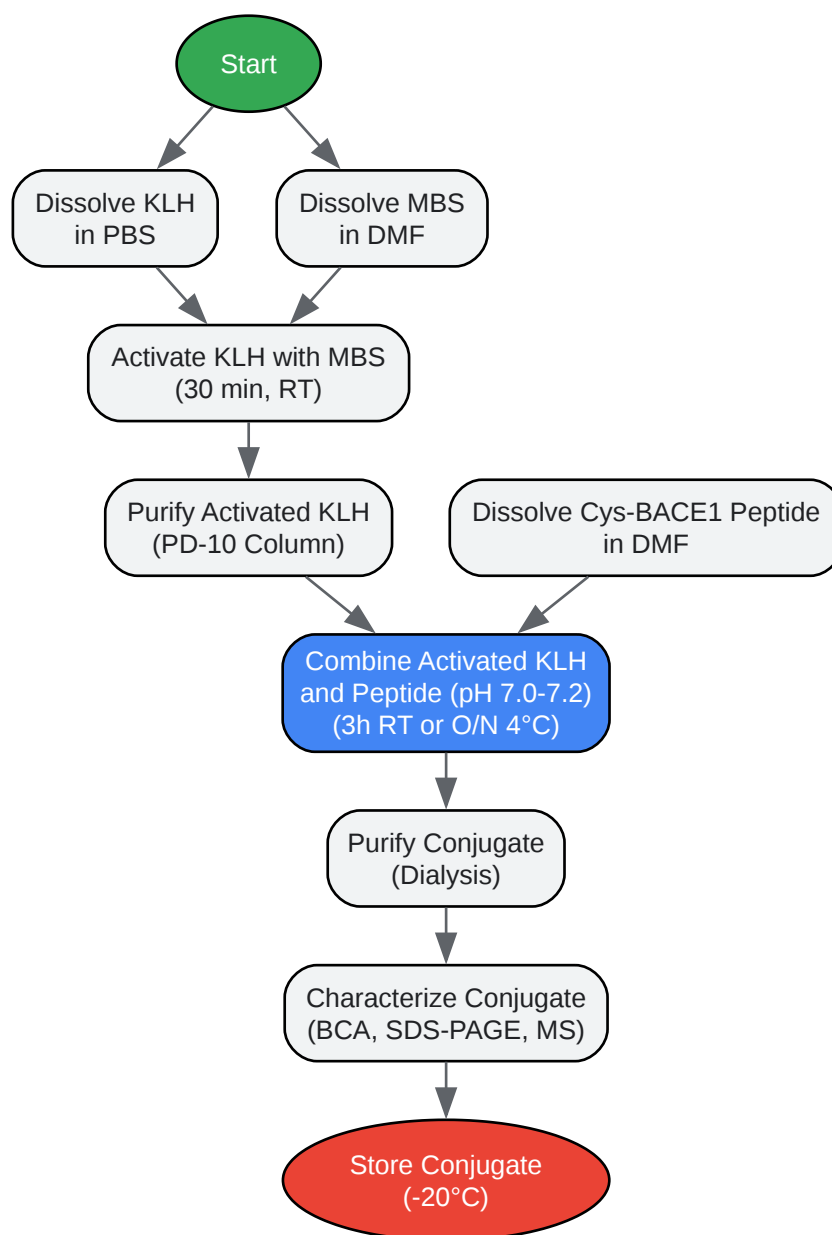 Start
Dissolve KLH
in PBS
Dissolve MBS
in DMF
Activate KLH with MBS
(30 min, RT)
Purify Activated KLH
(PD-10 Column)
Dissolve Cys-BACE1 Peptide
in DMF
Combine Activated KLH
and Peptide (pH 7.0-7.2)
(3h RT or O/N 4°C)
Purify Conjugate
(Dialysis)
Characterize Conjugate
(BCA, SDS-PAGE, MS)
Store Conjugate
(-20°C)